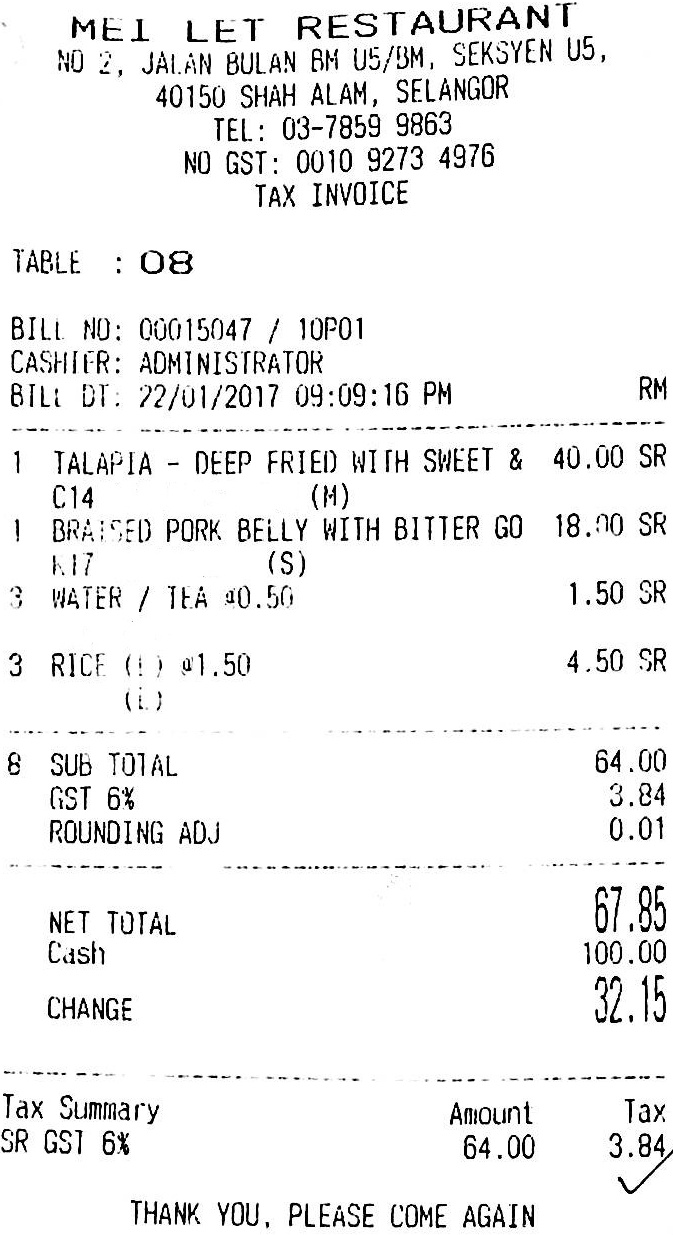 MEI LET RESTAURANT
NO 2, JALAN BULAN BM U5/BM, SEKSYEN U5,
40150 SHAH ALAM, SELANGOR
TEL: 03-7859 9863
NO GST: 0010 9273 4976
TAX INVOICE
TABLE : 08
BILL NO: 00015047 / 10P01
CASHIER: ADMINISTRATOR
BILL DT: 22/01/2017 09:09:16 PM RM
1 TALAPIA - DEEP FRIED WITH SWEET & 40.00 SR
C14 (M)
1 BRAISED PORK BELLY WITH BITTER GO 18.00 SR
K17 (S)
3 WATER / TEA @0.50 1.50 SR
3 RICE (L) @1.50 4.50 SR
(L)
8 SUB TOTAL 64.00
GST 6% 3.84
ROUNDING ADJ 0.01
NET TOTAL 67.85
Cash 100.00
CHANGE 32.15
Tax Summary Amount Tax
SR GST 6% 64.00 3.84
THANK YOU, PLEASE COME AGAIN